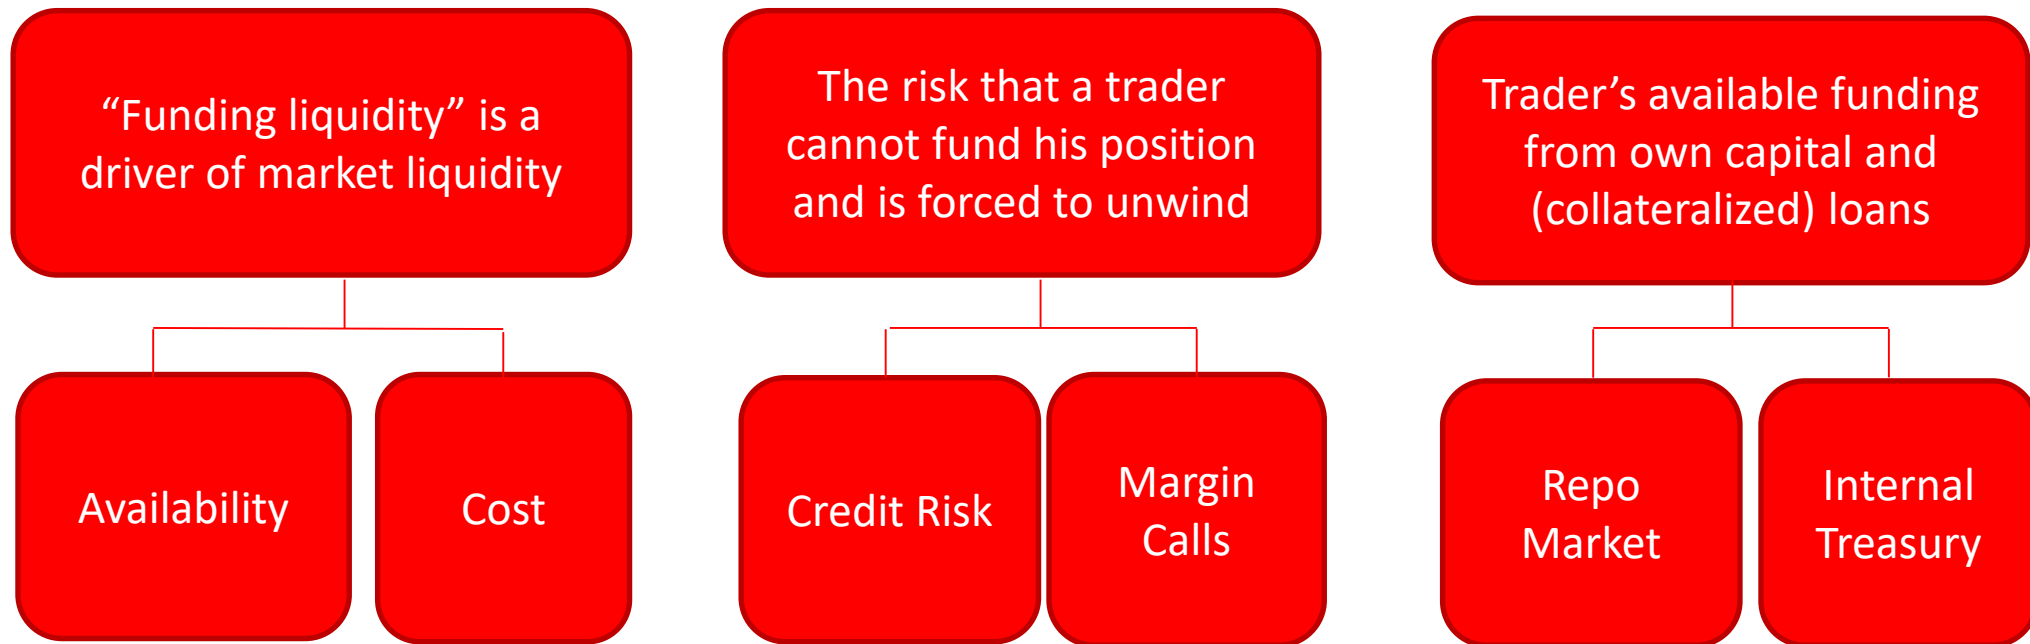 “Funding liquidity” is a
driver of market liquidity
The risk that a trader
cannot fund his position
and is forced to unwind
Trader’s available funding
from own capital and
(collateralized) loans
Availability
Cost
Credit Risk
Margin
Calls
Repo
Market
Internal
Treasury